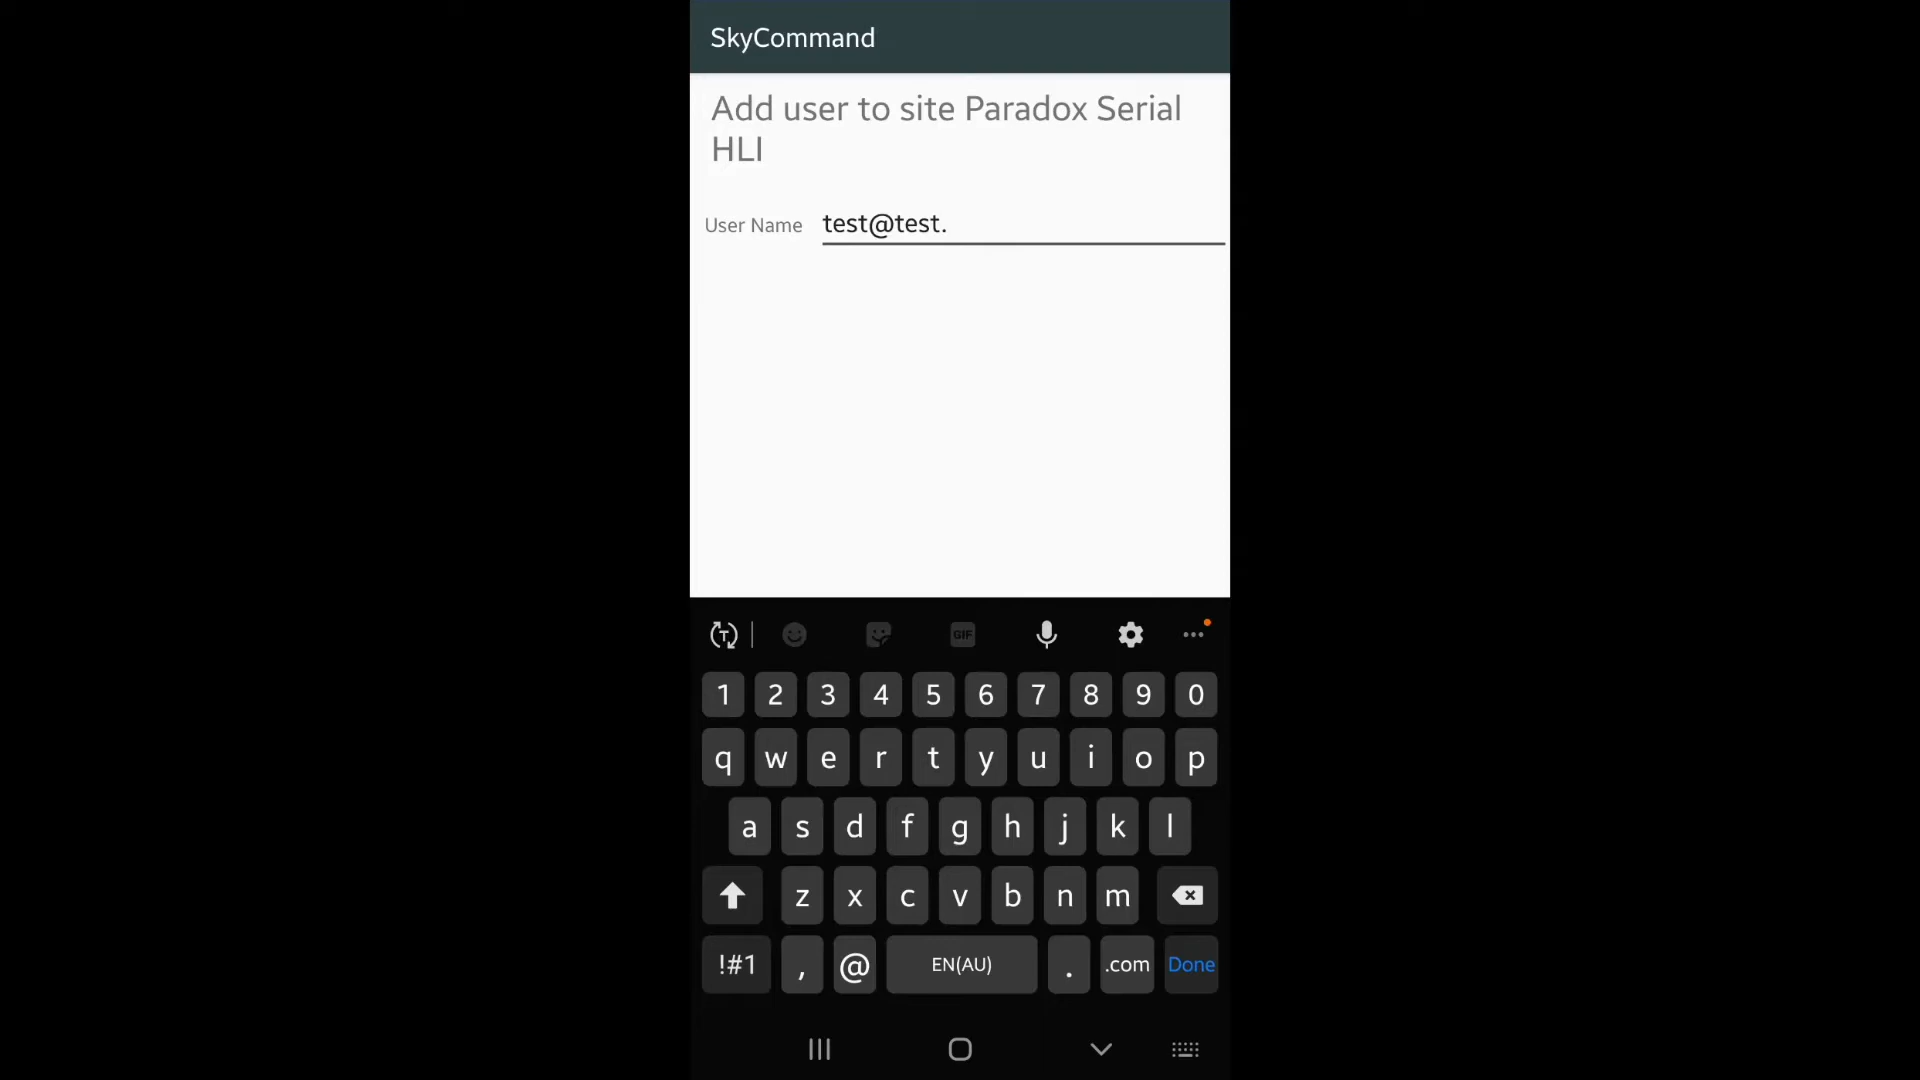 SkyCommand
Add user to site Paradox Serial
HLI
User Name test@test.
GIF
1 2 3 4 5 6 7 8 9 0
q w e r t y u i o p
a s d f g h j k l
z x c v b n m
!#1 , @ EN(AU) . .com Done